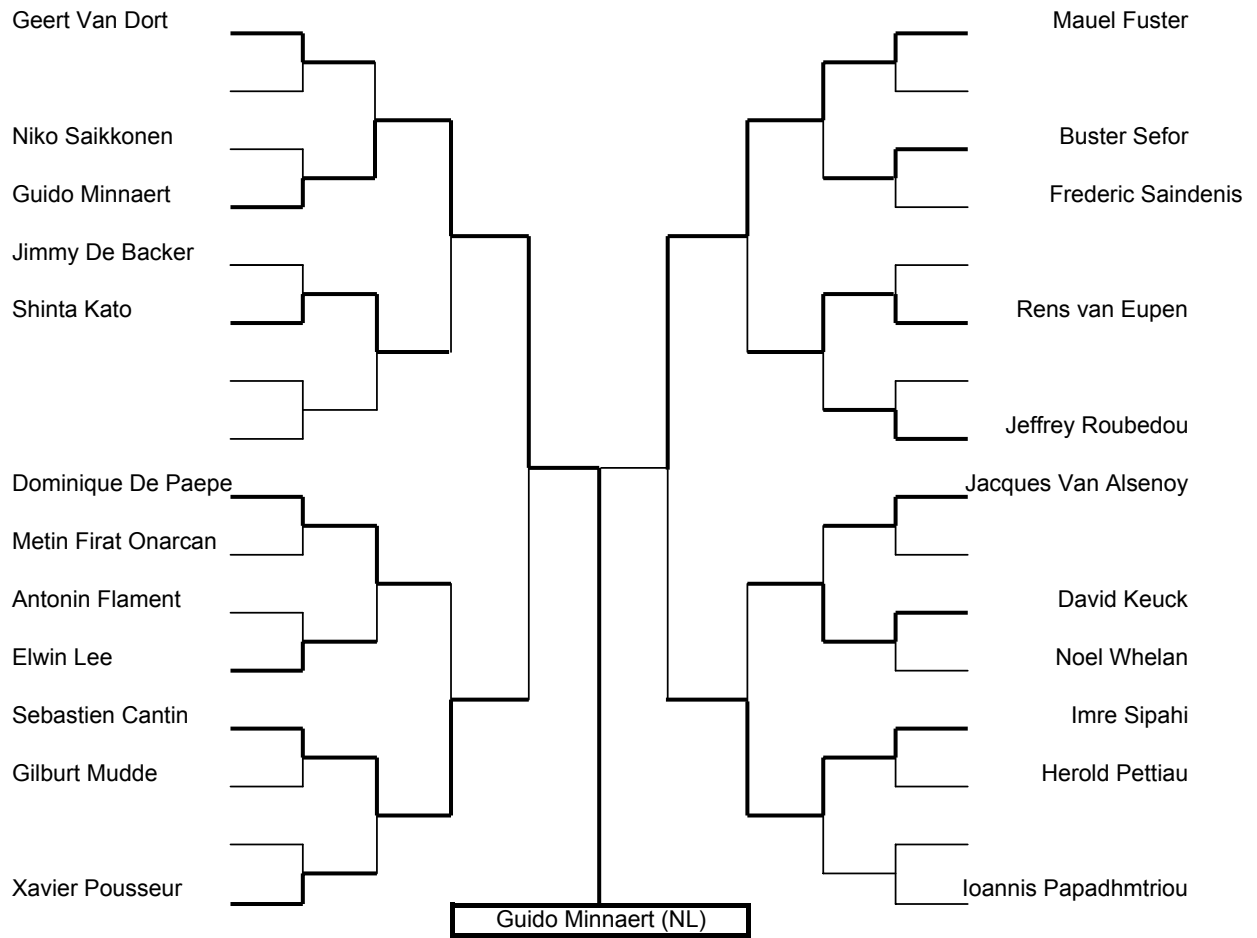 Geert Van Dort
Niko Saikkonen
Guido Minnaert
Jimmy De Backer
Shinta Kato
Dominique De Paepe
Metin Firat Onarcan
Antonin Flament
Elwin Lee
Sebastien Cantin
Gilburt Mudde
Xavier Pousseur
Mauel Fuster
Buster Sefor
Frederic Saindenis
Rens van Eupen
Jeffrey Roubedou
Jacques Van Alsenoy
David Keuck
Noel Whelan
Imre Sipahi
Herold Pettiau
Ioannis Papadhmtriou
Guido Minnaert (NL)